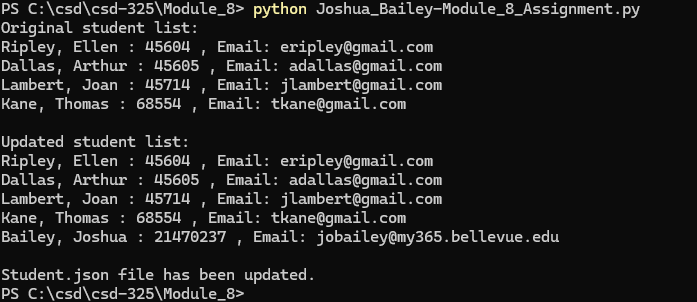 PS C:\csd\csd-325\Module_8> python Joshua_Bailey-Module_8_Assignment.py
Original student list:
Ripley, Ellen : 45604 , Email: eripley@gmail.com
Dallas, Arthur : 45605 , Email: adallas@gmail.com
Lambert, Joan : 45714 , Email: jlambert@gmail.com
Kane, Thomas : 68554 , Email: tkane@gmail.com

Updated student list:
Ripley, Ellen : 45604 , Email: eripley@gmail.com
Dallas, Arthur : 45605 , Email: adallas@gmail.com
Lambert, Joan : 45714 , Email: jlambert@gmail.com
Kane, Thomas : 68554 , Email: tkane@gmail.com
Bailey, Joshua : 21470237 , Email: jobailey@my365.bellevue.edu

Student.json file has been updated.
PS C:\csd\csd-325\Module_8>